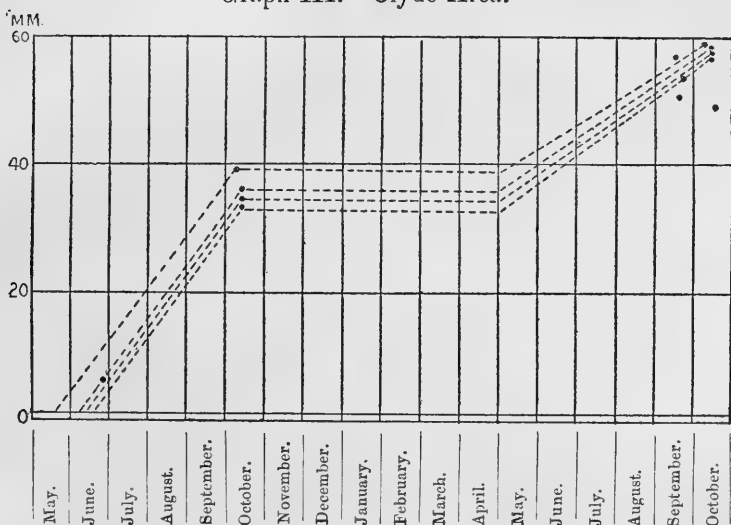 Graph III. Clyde Area.
MM.
60
40
20
0
May.
June.
July.
August.
September.
October.
November.
December.
January.
February.
March.
April.
May.
June.
July.
August.
September.
October.